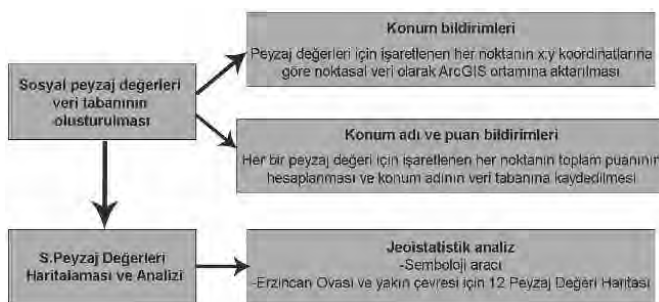 Konum bildirimleri
Peyzaj değerleri için işaretlenen her noktanın x,y koordinatlarına
göre noktasal veri olarak ArcGIS ortamına aktarılması
Sosyal peyzaj değerleri
veri tabanının
olusturulması
Konum adı ve puan bildirimleri
Her bir peyzaj değeri için işaretlenen her noktanın toplam puanının
hesaplanması ve konum adının veri tabanına kaydedilmesi
S.Peyzaj Değerleri
Haritalaması ve Analizi
Jeoistatistik analiz
-Semboloji aracı
-Erzincan Ovası ve yakın çevresi için 12 Peyzaj Değeri Haritası